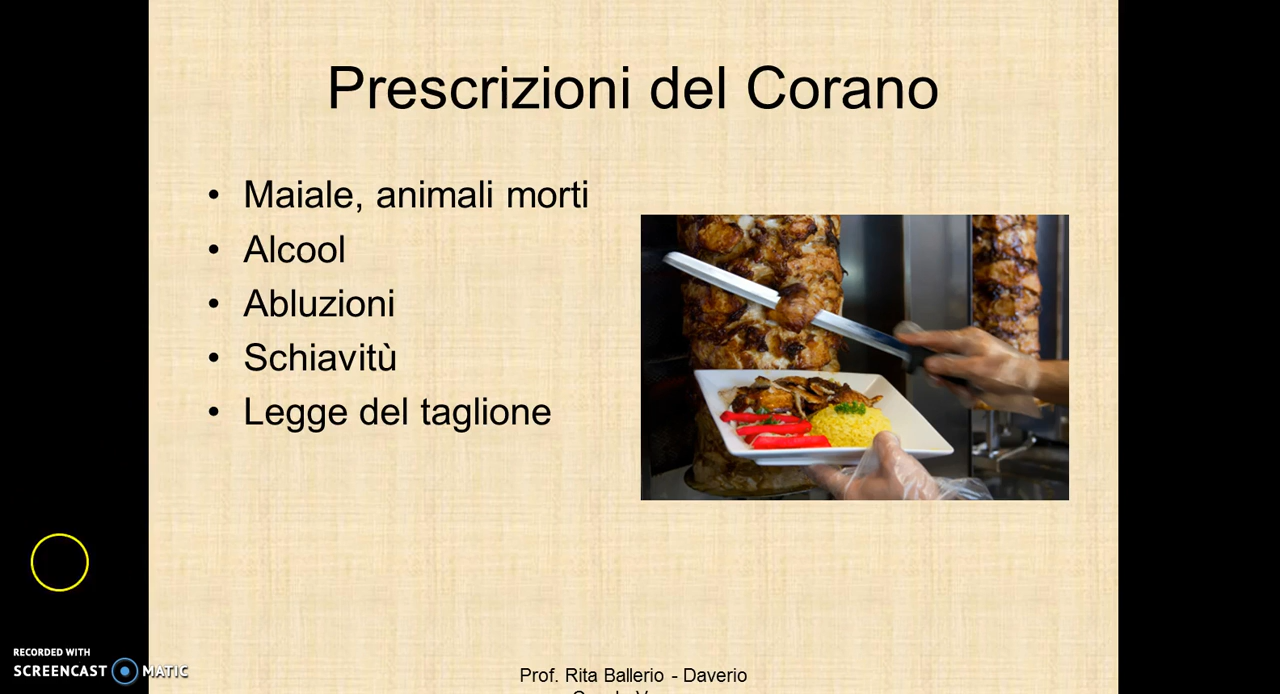 Prescrizioni del Corano
• Maiale, animali morti
• Alcool
• Abluzioni
• Schiavitù
• Legge del taglione
RECORDED WITH
SCREENCAST MATIC
Prof. Rita Ballerio - Daverio